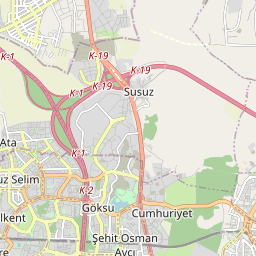 K-19
K-1
K-19
K-19
K-1
Susuz
Ata
K-1
uz Selim
K-2
Göksu
lkent
Cumhuriyet
Şehit Osman
Avcı
re